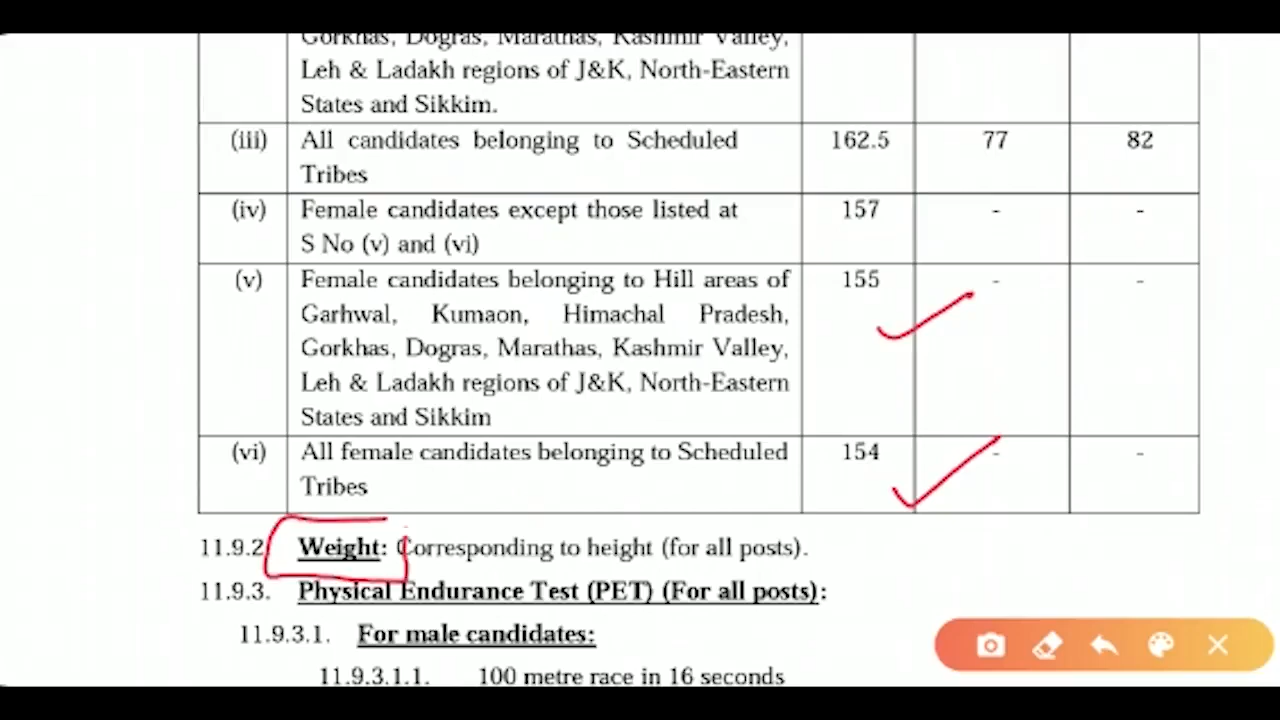 Gorkhas, Dogras, Marathas, Kashmir Valley,
Leh & Ladakh regions of J&K, North-Eastern
States and Sikkim.
(iii) All candidates belonging to Scheduled 162.5 77 82
Tribes
(iv) Female candidates except those listed at 157 - -
S No (v) and (vi)
(v) Female candidates belonging to Hill areas of 155 - -
Garhwal, Kumaon, Himachal Pradesh,
Gorkhas, Dogras, Marathas, Kashmir Valley,
Leh & Ladakh regions of J&K, North-Eastern
States and Sikkim
(vi) All female candidates belonging to Scheduled 154 - -
Tribes
11.9.2 Weight: Corresponding to height (for all posts).
11.9.3. Physical Endurance Test (PET) (For all posts):
11.9.3.1. For male candidates:
11.9.3.1.1. 100 metre race in 16 seconds